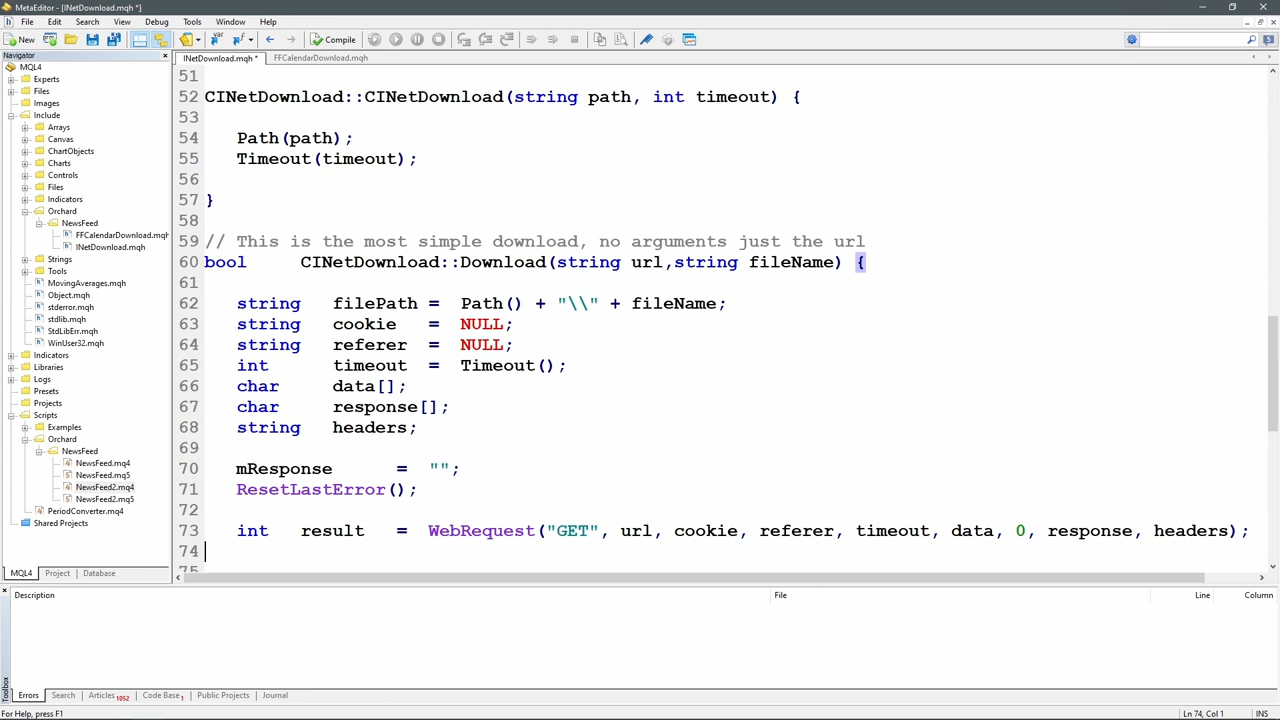 MetaEditor - [INetDownload.mqh *]
File Edit Search View Debug Tools Window Help
New Compile
Navigator
MQL4
Experts
Files
Images
Include
Arrays
Canvas
ChartObjects
Charts
Controls
Files
Indicators
Orchard
NewsFeed
FFCalendarDownload.mqh
INetDownload.mqh
Strings
Tools
MovingAverages.mqh
Object.mqh
stderror.mqh
stdlib.mqh
StdLibErr.mqh
WinUser32.mqh
Indicators
Libraries
Logs
Presets
Projects
Scripts
Examples
Orchard
NewsFeed
NewsFeed.mq4
NewsFeed.mq5
NewsFeed2.mq4
NewsFeed2.mq5
PeriodConverter.mq4
Shared Projects
MQL4 Project Database
INetDownload.mqh * FFCalendarDownload.mqh
51
52 CINetDownload::CINetDownload(string path, int timeout) {
53
54 Path(path);
55 Timeout(timeout);
56
57 }
58
59 // This is the most simple download, no arguments just the url
60 bool CINetDownload::Download(string url,string fileName) {
61
62 string filePath = Path() + "\\" + fileName;
63 string cookie = NULL;
64 string referer = NULL;
65 int timeout = Timeout();
66 char data[];
67 char response[];
68 string headers;
69
70 mResponse = "";
71 ResetLastError();
72
73 int result = WebRequest("GET", url, cookie, referer, timeout, data, 0, response, headers);
74
75
Description File Line Column
Toolbox
Errors Search Articles 1052 Code Base 1 Public Projects Journal
For Help, press F1 Ln 74, Col 1 INS